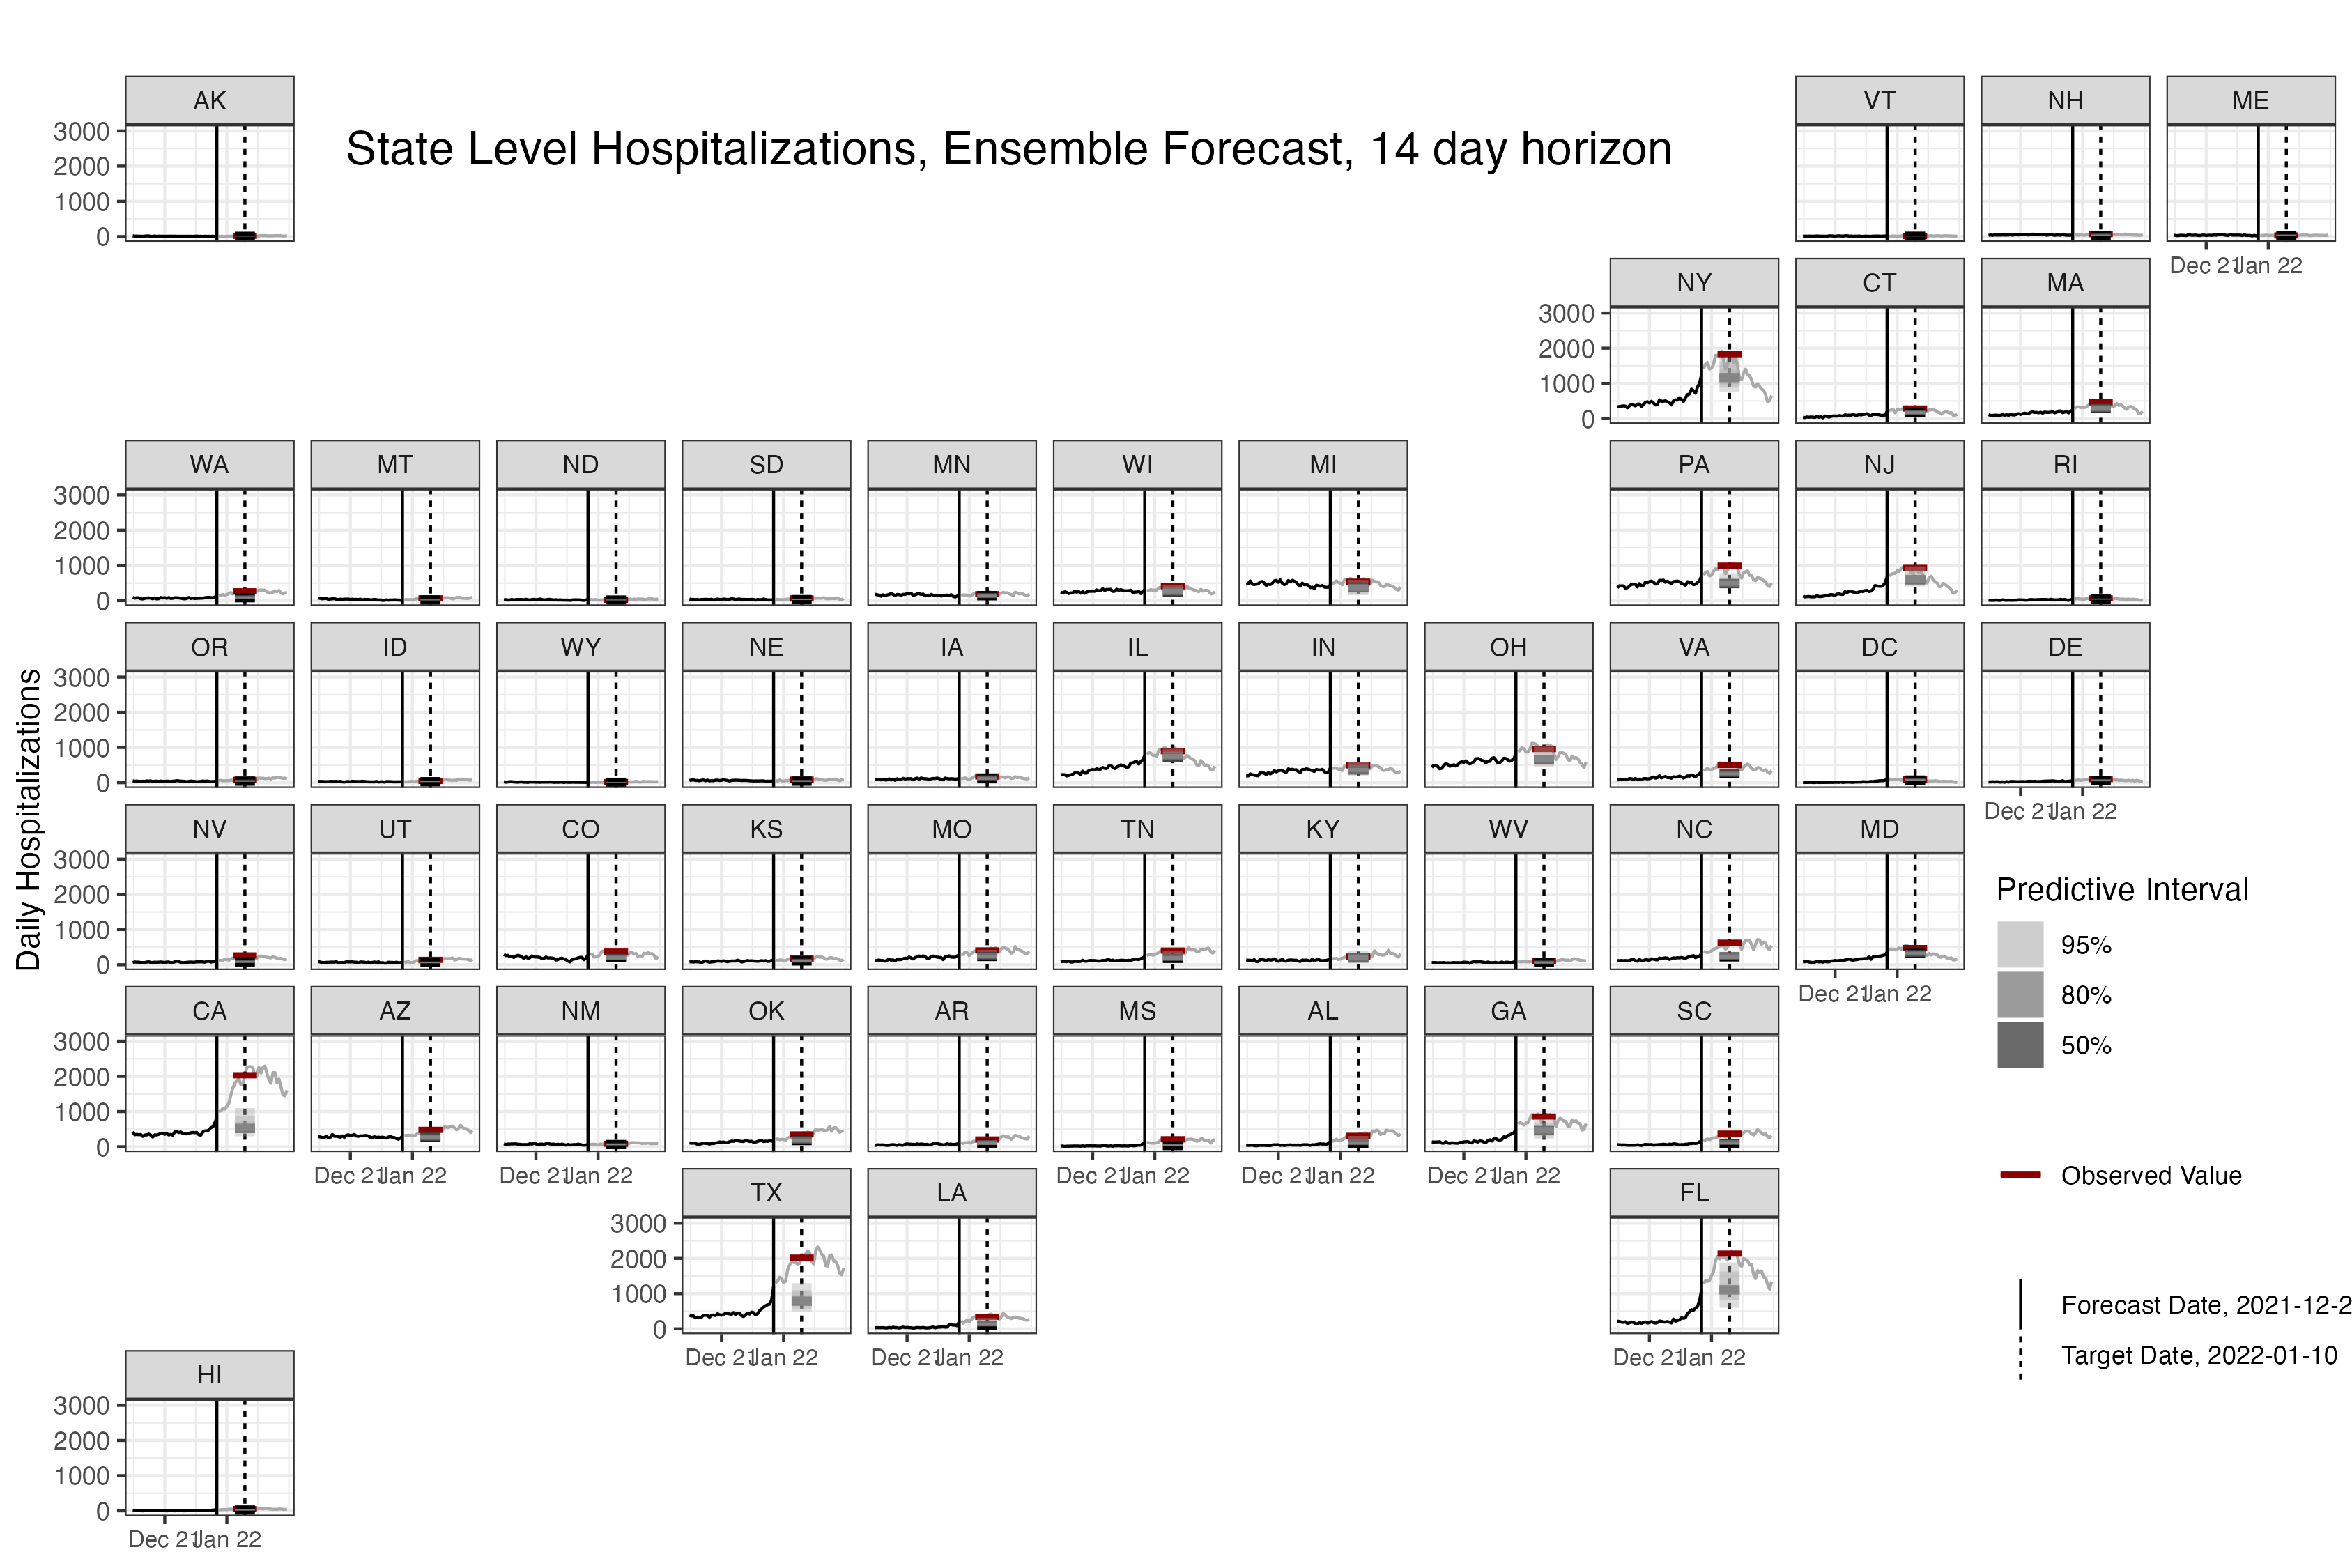 AK
VT NH ME
State Level Hospitalizations, Ensemble Forecast, 14 day horizon
3000
2000
1000
0
Dec 21 Jan 22
NY CT MA
3000
2000
1000
0
WA MT ND SD MN WI MI PA NJ RI
3000
2000
1000
0
OR ID WY NE IA IL IN OH VA DC DE
3000
2000
1000
0
Dec 21 Jan 22
Daily Hospitalizations
NV UT CO KS MO TN KY WV NC MD
3000
2000
1000
0
Dec 21 Jan 22
Predictive Interval
95%
80%
50%
CA AZ NM OK AR MS AL GA SC
3000
2000
1000
0
Dec 21 Jan 22 Dec 21 Jan 22 Dec 21 Jan 22 Dec 21 Jan 22 Dec 21 Jan 22
Observed Value
TX LA FL
3000
2000
1000
0
Dec 21 Jan 22 Dec 21 Jan 22 Dec 21 Jan 22
Forecast Date, 2021-12-2
Target Date, 2022-01-10
HI
3000
2000
1000
0
Dec 21 Jan 22